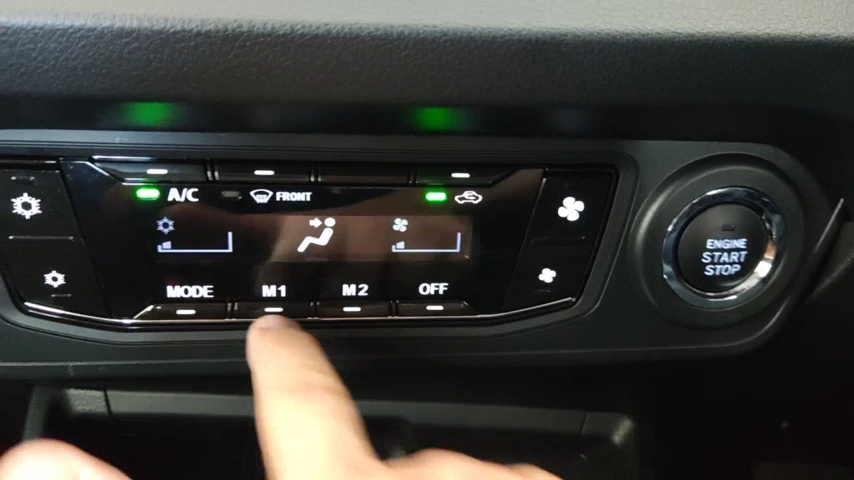 A/C
FRONT
MODE
M1
M2
OFF
ENGINE
START
STOP